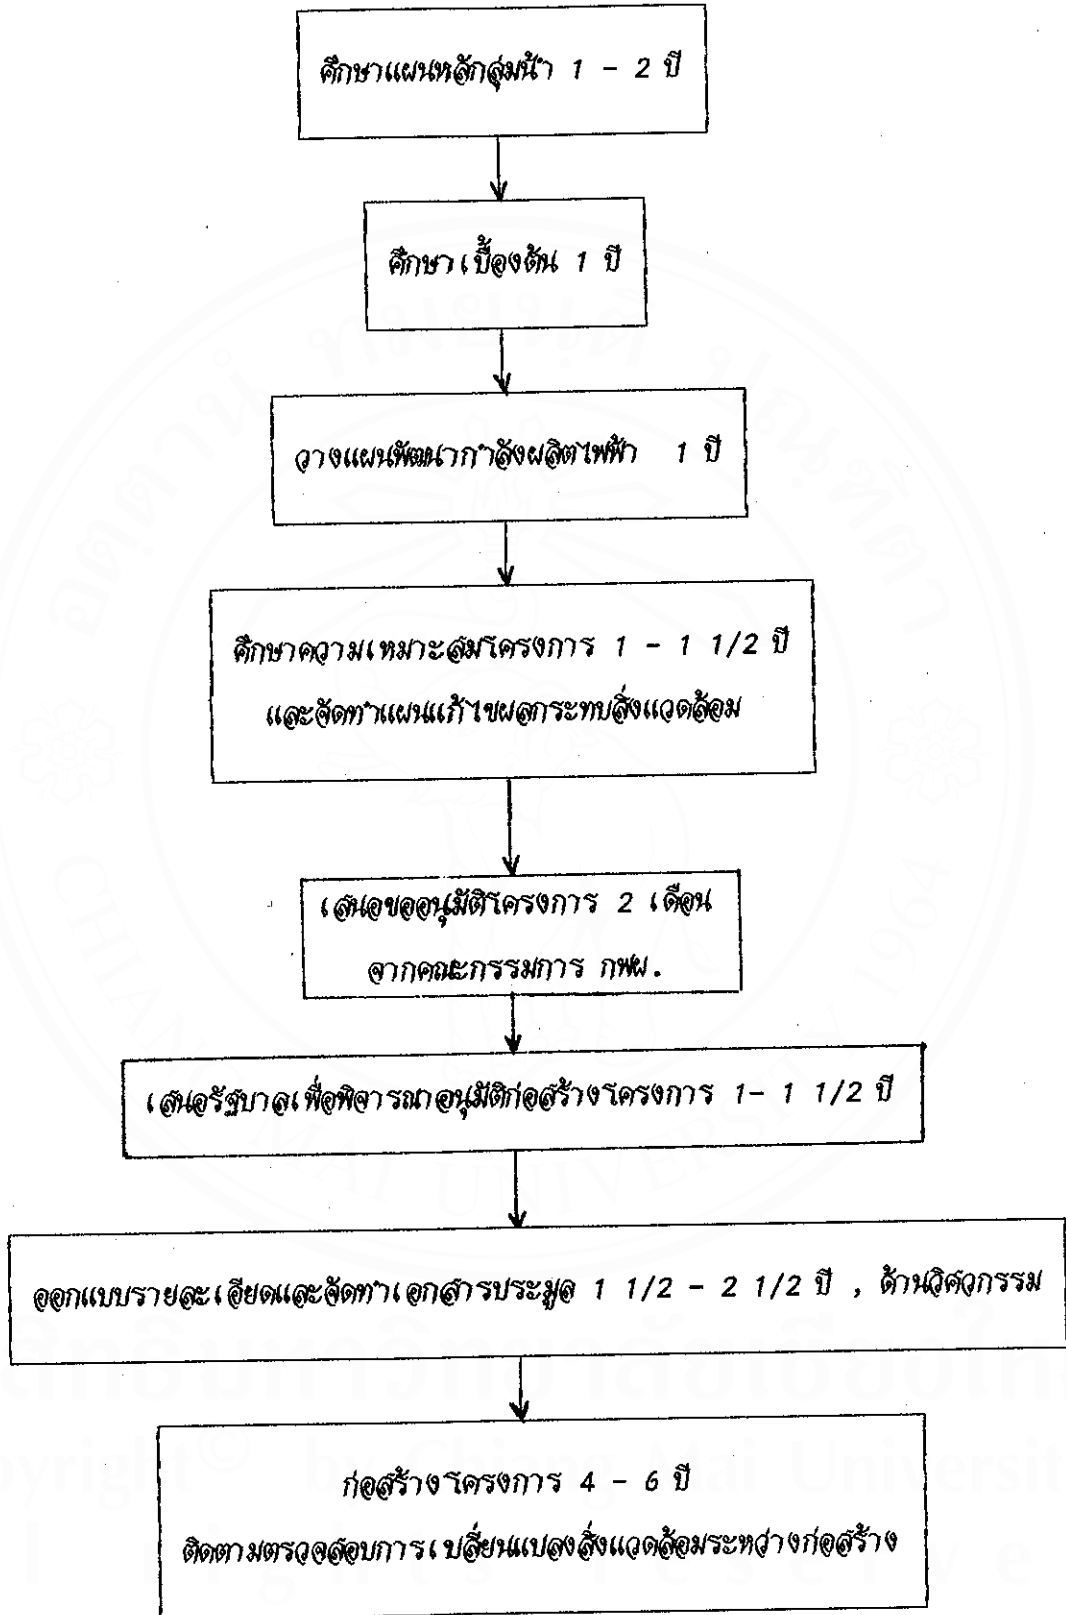 ศึกษาแผนหลักลุ่มน้ำ 1 - 2 ปี
ศึกษาเบื้องต้น 1 ปี
วางแผนพัฒนากำลังผลิตไฟฟ้า 1 ปี
ศึกษาความเหมาะสมโครงการ 1 - 1 1/2 ปี
และจัดทำแผนแก้ไขผลกระทบสิ่งแวดล้อม
เสนอขออนุมัติโครงการ 2 เดือน
จากคณะกรรมการ กฟผ.
เสนอรัฐบาลเพื่อพิจารณาอนุมัติก่อสร้างโครงการ 1- 1 1/2 ปี
ออกแบบรายละเอียดและจัดทำเอกสารประมูล 1 1/2 - 2 1/2 ปี , ด้านวิศวกรรม
ก่อสร้างโครงการ 4 - 6 ปี
ติดตามตรวจสอบการเปลี่ยนแปลงสิ่งแวดล้อมระหว่างก่อสร้าง